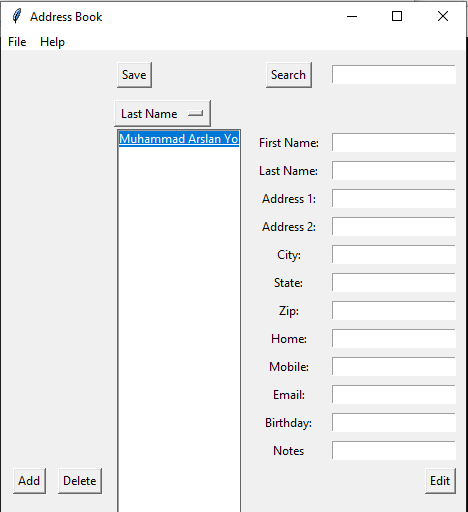 Address Book
File Help
Save Search
Last Name
Muhammad Arslan Yo
First Name:
Last Name:
Address 1:
Address 2:
City:
State:
Zip:
Home:
Mobile:
Email:
Birthday:
Notes
Add Delete Edit